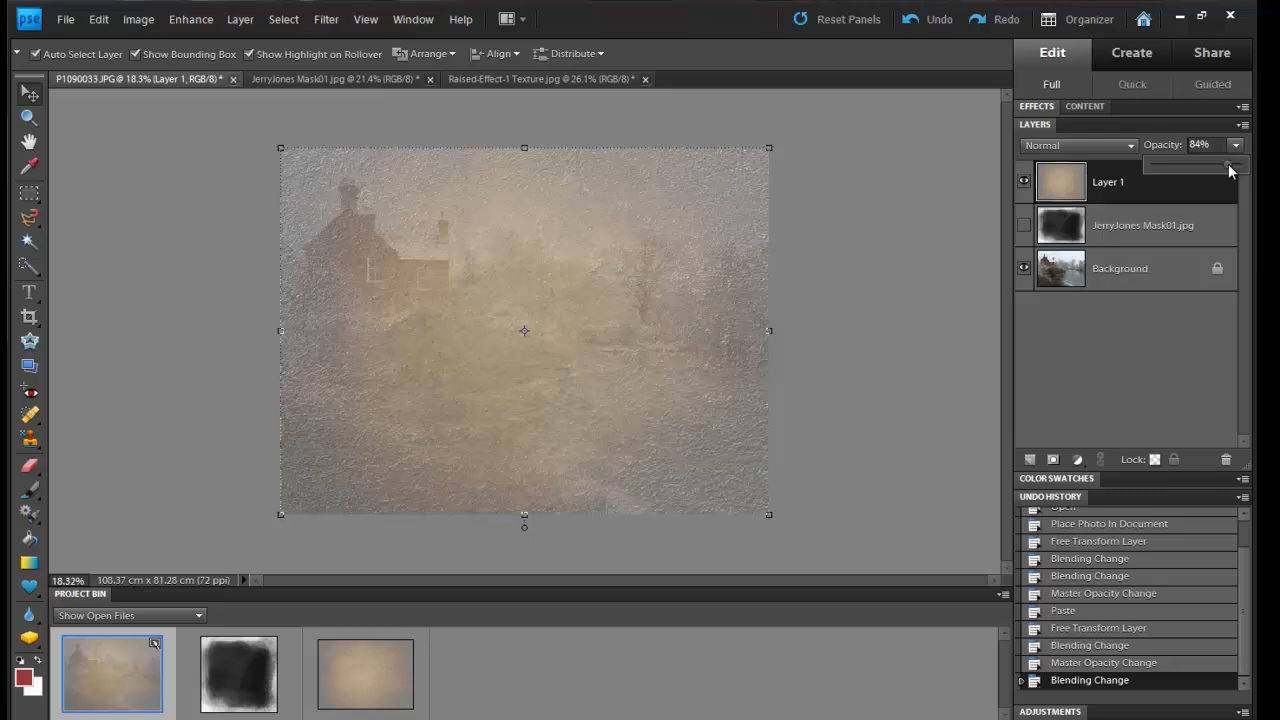 pse File Edit Image Enhance Layer Select Filter View Window Help Reset Panels Undo Redo Organizer
Auto Select Layer Show Bounding Box Show Highlight on Rollover Arrange Align Distribute
Edit Create Share
P1090033.JPG @ 18.3% (Layer 1, RGB/8) * JerryJones Mask01.jpg @ 21.4% (RGB/8) * Raised-Effect-1 Texture.jpg @ 26.1% (RGB/8) *
Full Quick Guided
EFFECTS CONTENT
LAYERS
Normal Opacity: 84%
Layer 1
JerryJones Mask01.jpg
Background
Lock:
COLOR SWATCHES
UNDO HISTORY
Open
Place Photo In Document
Free Transform Layer
Blending Change
Blending Change
Master Opacity Change
Paste
Free Transform Layer
Blending Change
Master Opacity Change
Blending Change
ADJUSTMENTS
18.32% 108.37 cm x 81.28 cm (72 ppi)
PROJECT BIN
Show Open Files